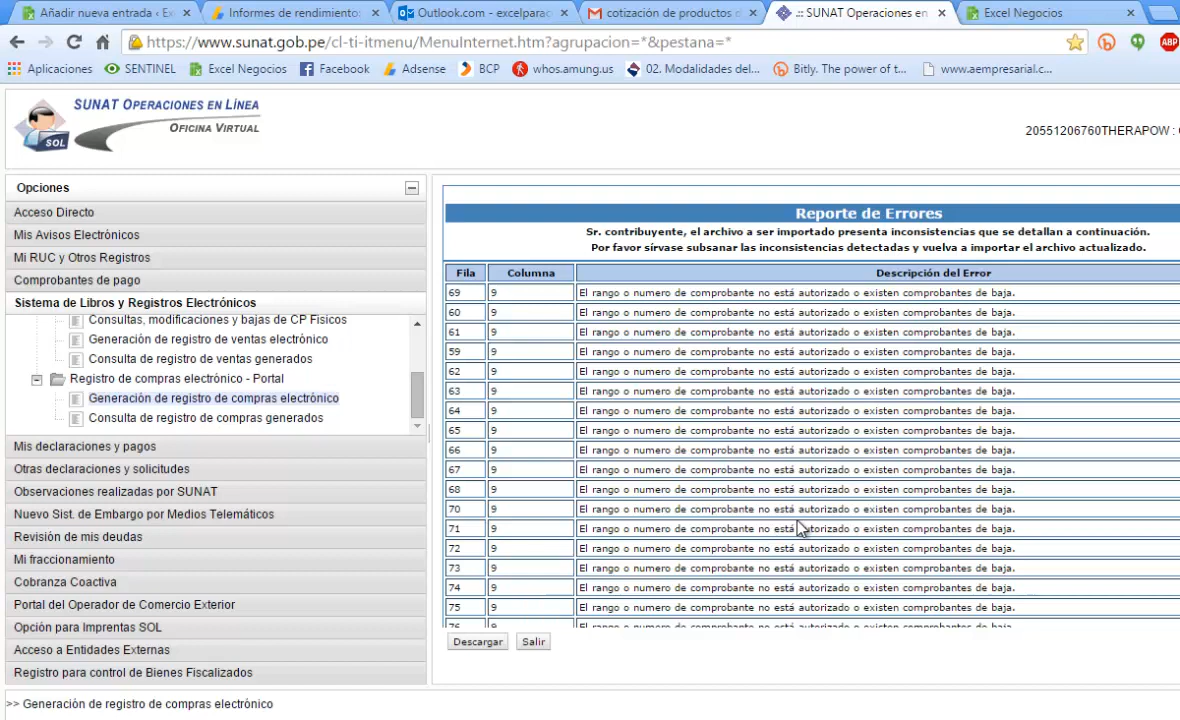 Añadir nueva entrada ‹ Ex
Informes de rendimiento:
Outlook.com - excelparac
cotización de productos d
.:: SUNAT Operaciones en
Excel Negocios
https://www.sunat.gob.pe/cl-ti-itmenu/MenuInternet.htm?agrupacion=*&pestana=*
ABP
Aplicaciones
SENTINEL
Excel Negocios
Facebook
Adsense
BCP
whos.amung.us
02. Modalidades del...
Bitly. The power of t...
www.aempresarial.c...
SUNAT OPERACIONES EN LÍNEA
OFICINA VIRTUAL
SOL
20551206760THERAPOW :
Opciones
Acceso Directo
Mis Avisos Electrónicos
Mi RUC y Otros Registros
Comprobantes de pago
Sistema de Libros y Registros Electrónicos
Consultas, modificaciones y bajas de CP Físicos
Generación de registro de ventas electrónico
Consulta de registro de ventas generados
Registro de compras electrónico - Portal
Generación de registro de compras electrónico
Consulta de registro de compras generados
Mis declaraciones y pagos
Otras declaraciones y solicitudes
Observaciones realizadas por SUNAT
Nuevo Sist. de Embargo por Medios Telemáticos
Revisión de mis deudas
Mi fraccionamiento
Cobranza Coactiva
Portal del Operador de Comercio Exterior
Opción para Imprentas SOL
Acceso a Entidades Externas
Registro para control de Bienes Fiscalizados
Reporte de Errores
Sr. contribuyente, el archivo a ser importado presenta inconsistencias que se detallan a continuación.
Por favor sírvase subsanar las inconsistencias detectadas y vuelva a importar el archivo actualizado.
Fila Columna Descripción del Error
69 9 El rango o numero de comprobante no está autorizado o existen comprobantes de baja.
60 9 El rango o numero de comprobante no está autorizado o existen comprobantes de baja.
61 9 El rango o numero de comprobante no está autorizado o existen comprobantes de baja.
59 9 El rango o numero de comprobante no está autorizado o existen comprobantes de baja.
62 9 El rango o numero de comprobante no está autorizado o existen comprobantes de baja.
63 9 El rango o numero de comprobante no está autorizado o existen comprobantes de baja.
64 9 El rango o numero de comprobante no está autorizado o existen comprobantes de baja.
65 9 El rango o numero de comprobante no está autorizado o existen comprobantes de baja.
66 9 El rango o numero de comprobante no está autorizado o existen comprobantes de baja.
67 9 El rango o numero de comprobante no está autorizado o existen comprobantes de baja.
68 9 El rango o numero de comprobante no está autorizado o existen comprobantes de baja.
70 9 El rango o numero de comprobante no está autorizado o existen comprobantes de baja.
71 9 El rango o numero de comprobante no está autorizado o existen comprobantes de baja.
72 9 El rango o numero de comprobante no está autorizado o existen comprobantes de baja.
73 9 El rango o numero de comprobante no está autorizado o existen comprobantes de baja.
74 9 El rango o numero de comprobante no está autorizado o existen comprobantes de baja.
75 9 El rango o numero de comprobante no está autorizado o existen comprobantes de baja.
76 9 El rango o numero de comprobante no está autorizado o existen comprobantes de baja.
Descargar Salir
>> Generación de registro de compras electrónico